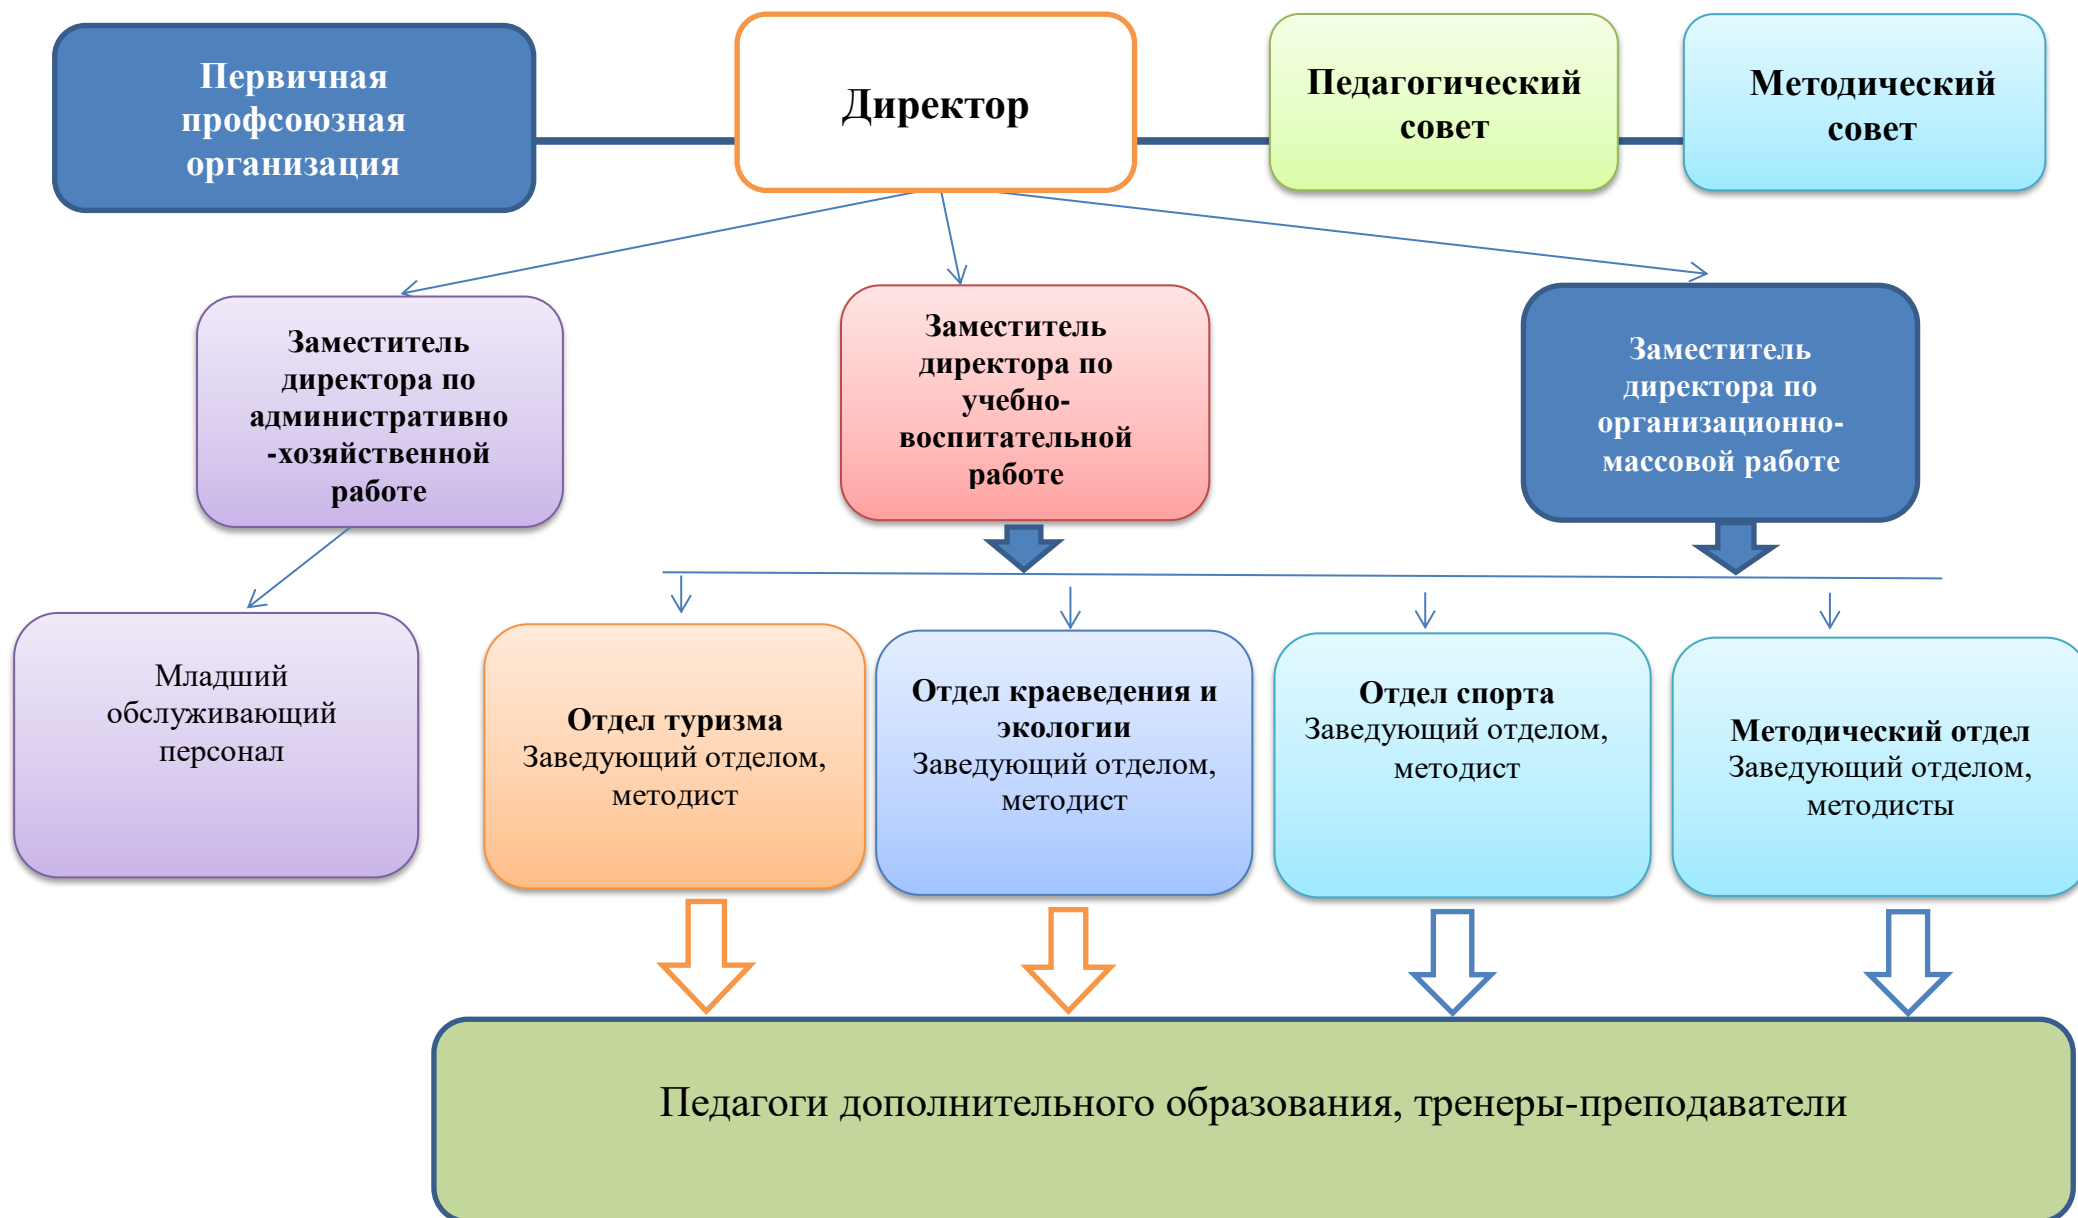 Первичная
профсоюзная
организация
Директор
Педагогический
совет
Методический
совет
Заместитель
директора по
административно
-хозяйственной
работе
Заместитель
директора по
учебно-
воспитательной
работе
Заместитель
директора по
организационно-
массовой работе
Младший
обслуживающий
персонал
Отдел туризма
Заведующий отделом,
методист
Отдел краеведения и
экологии
Заведующий отделом,
методист
Отдел спорта
Заведующий отделом,
методист
Методический отдел
Заведующий отделом,
методисты
Педагоги дополнительного образования, тренеры-преподаватели